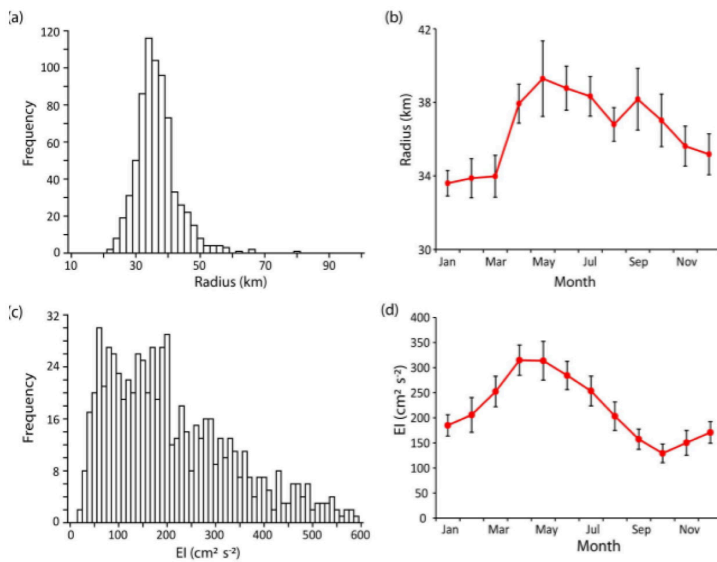 (a)
120
100
80
60
40
20
0
Frequency
10 30 50 70 90
Radius (km)
(b)
42
38
34
30
Radius (km)
Jan Mar May Jul Sep Nov
Month
(c)
32
24
16
8
0
Frequency
0 100 200 300 400 500 600
EI (cm² s⁻²)
(d)
400
350
300
250
200
150
100
50
0
EI (cm² s⁻²)
Jan Mar May Jul Sep Nov
Month